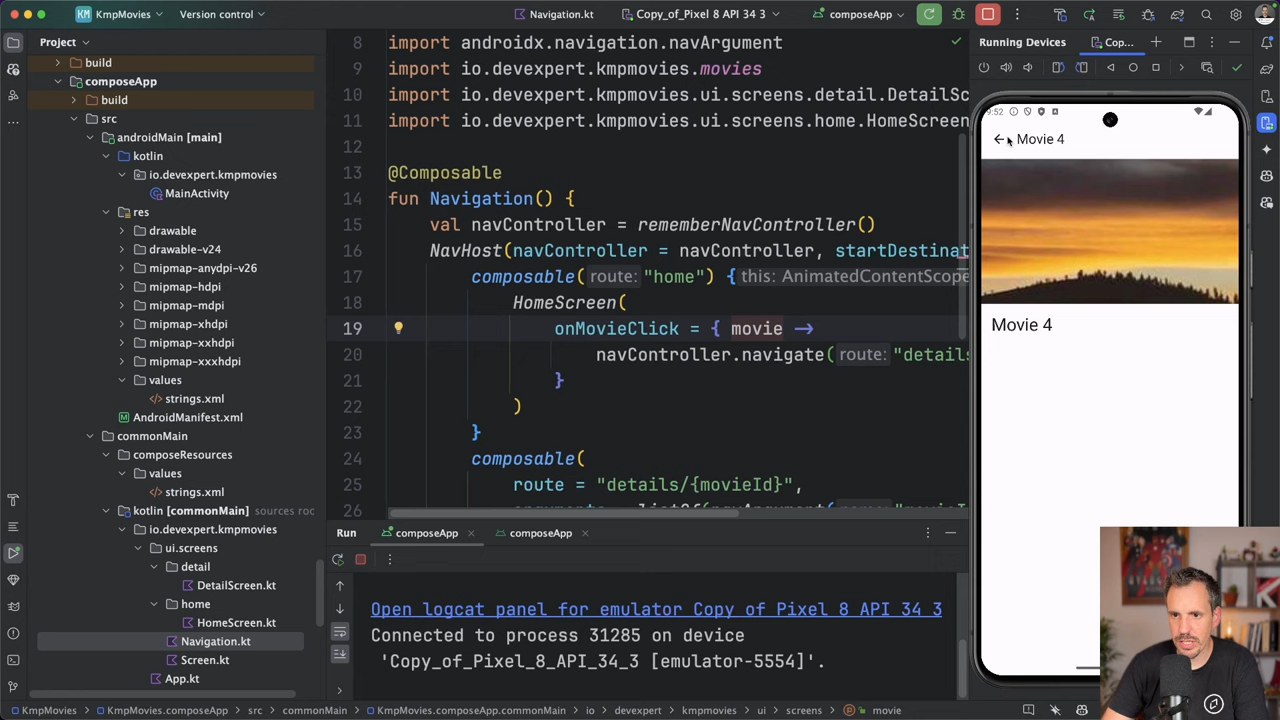 KmpMovies
Version control
Navigation.kt
Copy_of_Pixel 8 API 34 3
composeApp
Project
build
composeApp
build
src
androidMain [main]
kotlin
io.devexpert.kmpmovies
MainActivity
res
drawable
drawable-v24
mipmap-anydpi-v26
mipmap-hdpi
mipmap-mdpi
mipmap-xhdpi
mipmap-xxhdpi
mipmap-xxxhdpi
values
strings.xml
AndroidManifest.xml
commonMain
composeResources
values
strings.xml
kotlin [commonMain] sources roo
io.devexpert.kmpmovies
ui.screens
detail
DetailScreen.kt
home
HomeScreen.kt
Navigation.kt
Screen.kt
App.kt
8 import androidx.navigation.navArgument
9 import io.devexpert.kmpmovies.movies
10 import io.devexpert.kmpmovies.ui.screens.detail.DetailSc
11 import io.devexpert.kmpmovies.ui.screens.home.HomeScreen
12
13 @Composable
14 fun Navigation() {
15 val navController = rememberNavController()
16 NavHost(navController = navController, startDestinat
17 composable( route: "home") { this: AnimatedContentScope
18 HomeScreen(
19 onMovieClick = { movie ->
20 navController.navigate( route: "details
21 }
22 )
23 }
24 composable(
25 route = "details/{movieId}",
26
Run
composeApp
composeApp
Open logcat panel for emulator Copy of Pixel 8 API 34 3
Connected to process 31285 on device
'Copy_of_Pixel_8_API_34_3 [emulator-5554]'.
Running Devices
Cop...
9:52
Movie 4
Movie 4
KmpMovies
KmpMovies.composeApp
src
commonMain
KmpMovies.composeApp.commonMain
io
devexpert
kmpmovies
ui
screens
movie